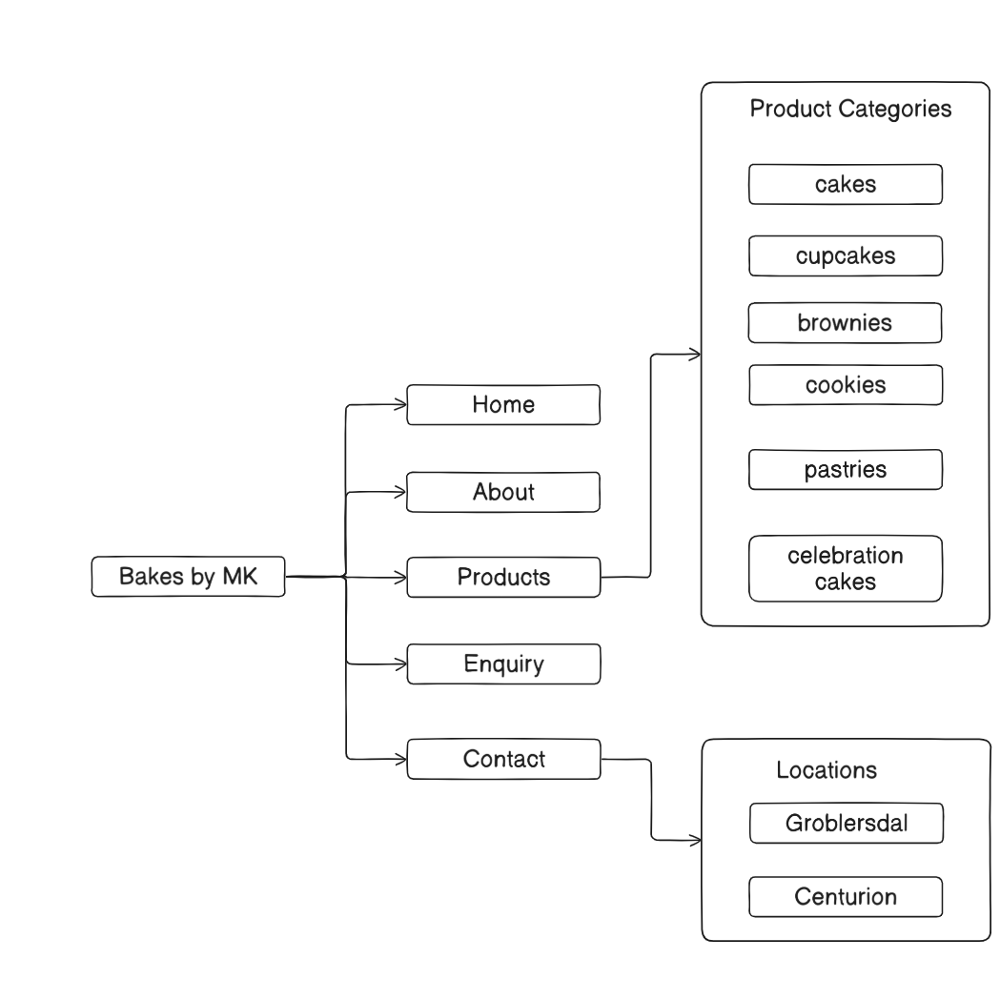 Bakes by MK
Home
About
Products
Enquiry
Contact
Product Categories
cakes
cupcakes
brownies
cookies
pastries
celebration
cakes
Locations
Groblersdal
Centurion